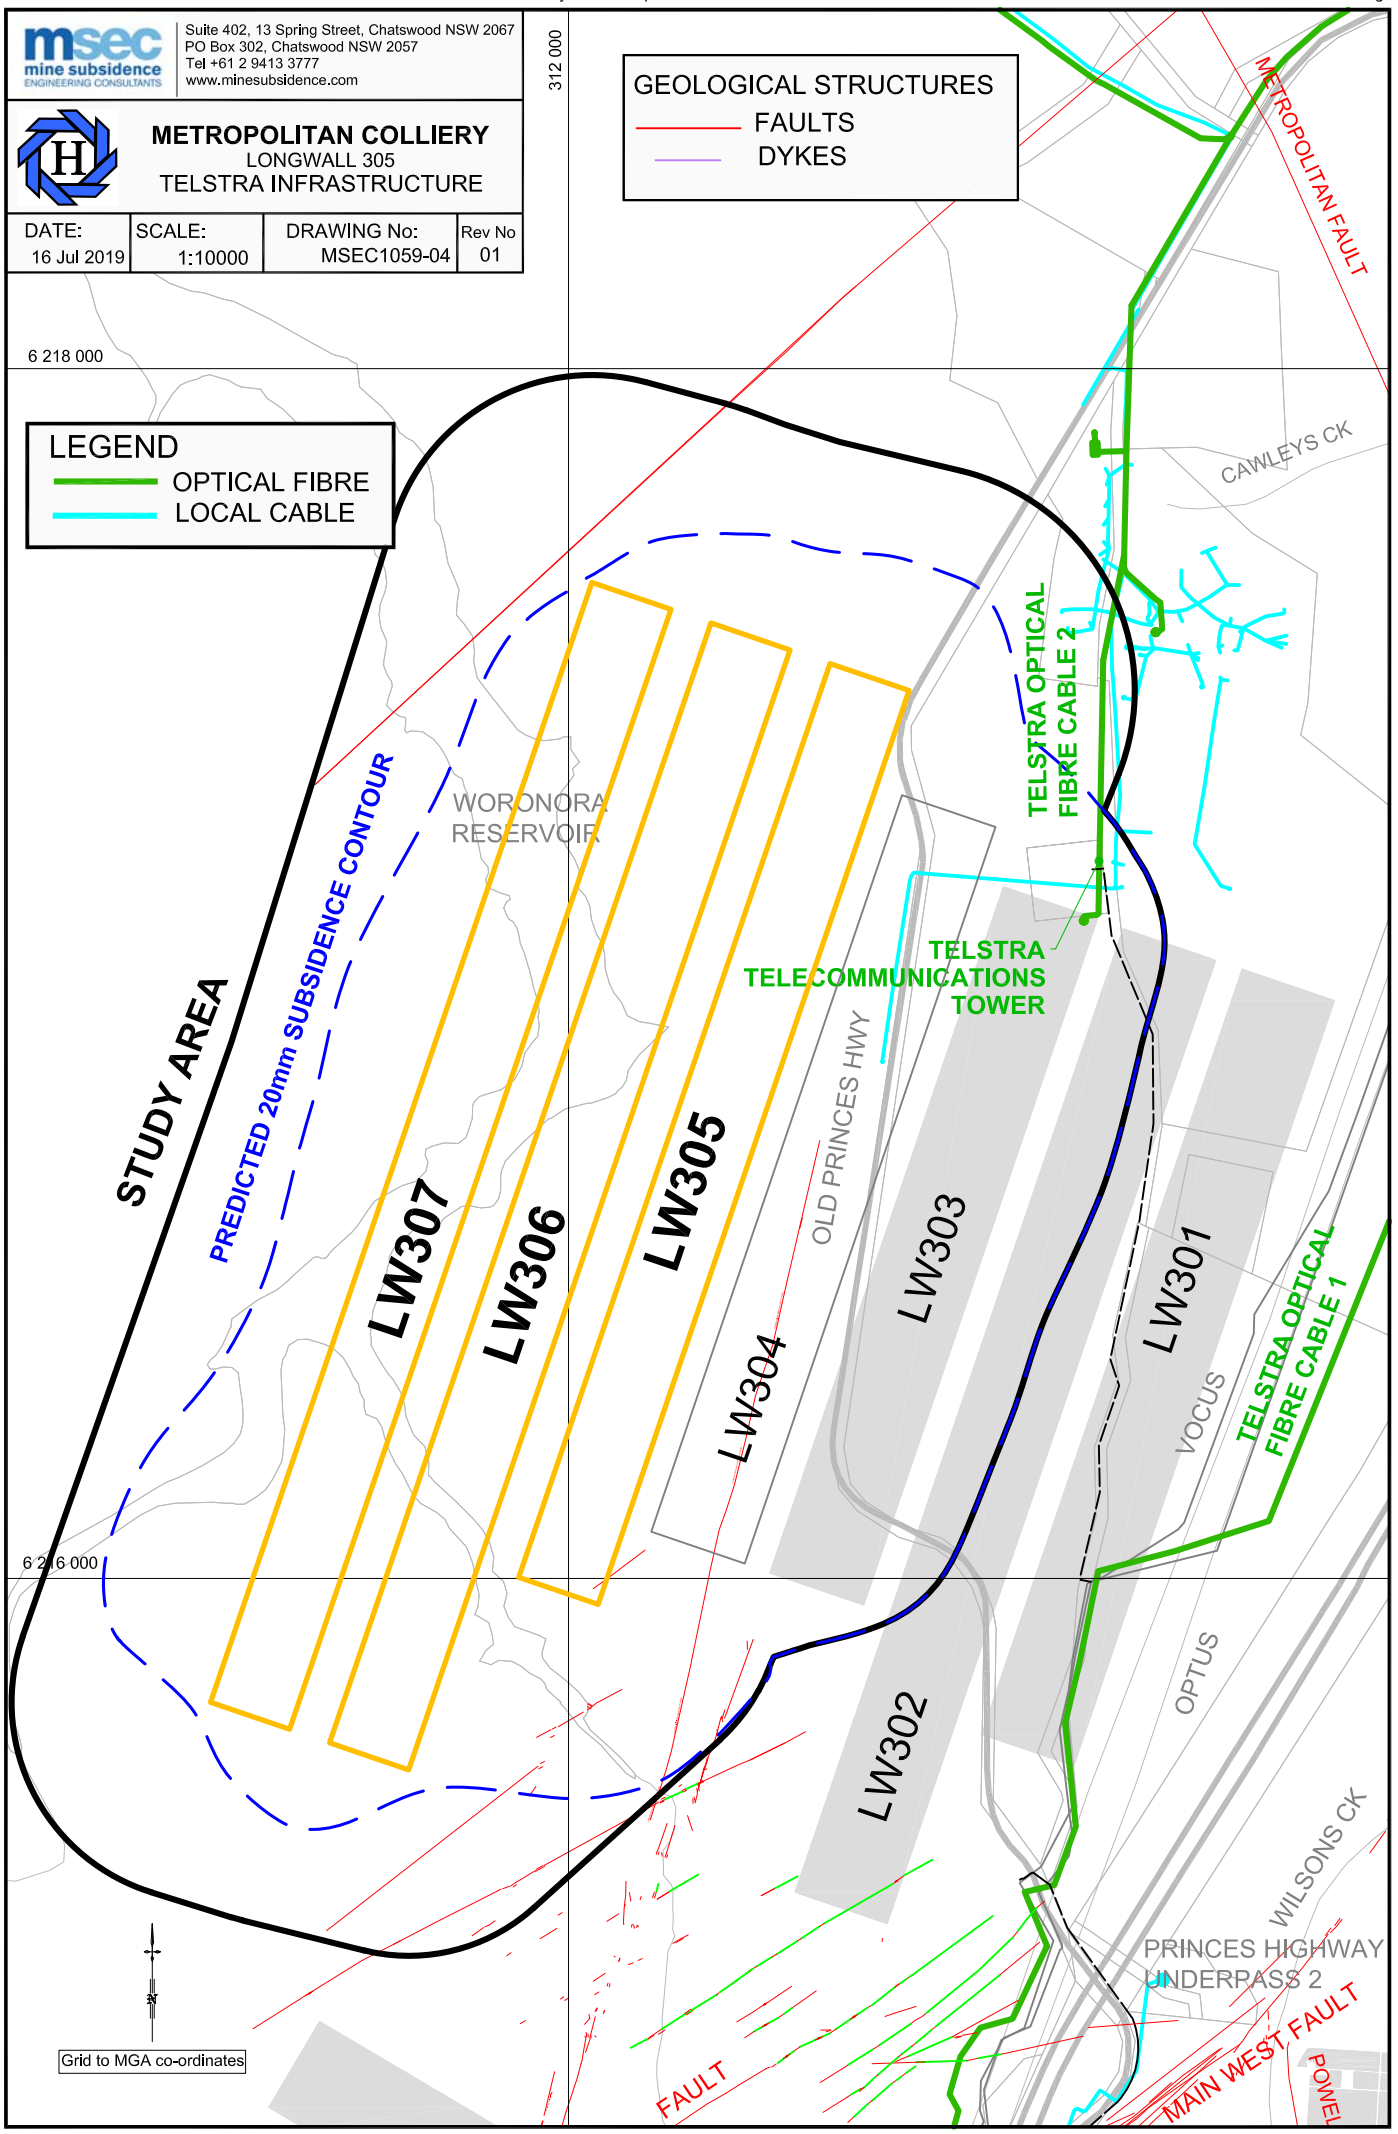 msec
mine subsidence
ENGINEERING CONSULTANTS
Suite 402, 13 Spring Street, Chatswood NSW 2067
PO Box 302, Chatswood NSW 2057
Tel +61 2 9413 3777
www.minesubsidence.com
H
METROPOLITAN COLLIERY
LONGWALL 305
TELSTRA INFRASTRUCTURE
DATE:
16 Jul 2019
SCALE:
1:10000
DRAWING No:
MSEC1059-04
Rev No
01
312 000
GEOLOGICAL STRUCTURES
FAULTS
DYKES
METROPOLITAN FAULT
6 218 000
LEGEND
OPTICAL FIBRE
LOCAL CABLE
CAWLEYS CK
TELSTRA OPTICAL
FIBRE CABLE 2
WORONORA
RESERVOIR
PREDICTED 20mm SUBSIDENCE CONTOUR
STUDY AREA
TELSTRA
TELECOMMUNICATIONS
TOWER
OLD PRINCES HWY
LW307
LW306
LW305
LW304
LW303
LW301
LW302
TELSTRA OPTICAL
FIBRE CABLE 1
VOCUS
6 216 000
OPTUS
WILSONS CK
PRINCES HIGHWAY
UNDERPASS 2
MAIN WEST FAULT
FAULT
POWEL
N
Grid to MGA co-ordinates